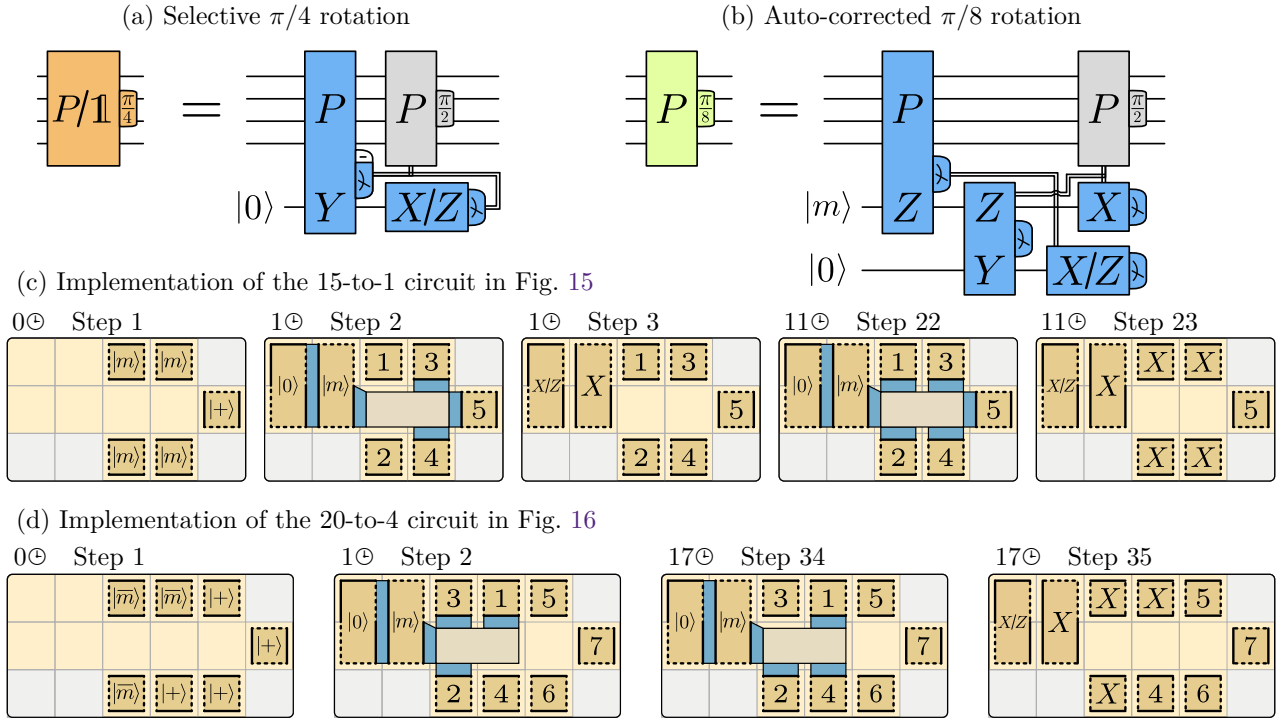 (a) Selective π/4 rotation
(b) Auto-corrected π/8 rotation
P/𝟙 π/4 = P P π/2
-
|0⟩ Y X/Z
P π/8 = P P π/2
|m⟩ Z Z X
|0⟩ Y X/Z
(c) Implementation of the 15-to-1 circuit in Fig. 15
0 Step 1
|m⟩ |m⟩
|+⟩
|m⟩ |m⟩
1 Step 2
1 3
|0⟩ |m⟩
5
2 4
1 Step 3
1 3
X/Z X
5
2 4
11 Step 22
1 3
|0⟩ |m⟩
5
2 4
11 Step 23
X X
X/Z X
5
X X
(d) Implementation of the 20-to-4 circuit in Fig. 16
0 Step 1
|m̅⟩ |m̅⟩ |+⟩
|+⟩
|m̅⟩ |+⟩ |+⟩
1 Step 2
3 1 5
|0⟩ |m⟩
7
2 4 6
17 Step 34
3 1 5
|0⟩ |m⟩
7
2 4 6
17 Step 35
X X 5
X/Z X
7
X 4 6